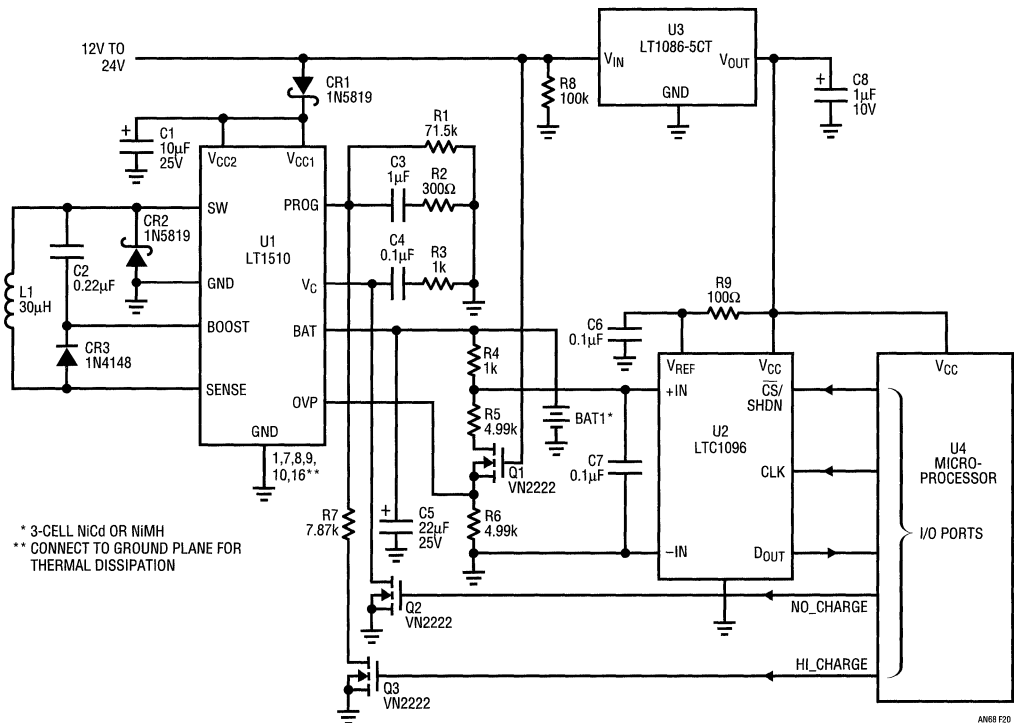 12V TO
24V
CR1
1N5819
U3
LT1086-5CT
VIN
VOUT
GND
R8
100k
+
C8
1µF
10V
+
C1
10µF
25V
VCC2
VCC1
R1
71.5k
C3
1µF
R2
300Ω
SW
PROG
CR2
1N5819
U1
LT1510
C4
0.1µF
R3
1k
C2
0.22µF
L1
30µH
GND
VC
BOOST
BAT
CR3
1N4148
SENSE
OVP
GND
1,7,8,9,
10,16**
R4
1k
R5
4.99k
BAT1*
Q1
VN2222
R6
4.99k
R7
7.87k
+
C5
22µF
25V
R9
100Ω
C6
0.1µF
VREF
VCC
+IN
CS/
SHDN
U2
LTC1096
C7
0.1µF
CLK
–IN
DOUT
VCC
U4
MICRO-
PROCESSOR
I/O PORTS
* 3-CELL NiCd OR NiMH
** CONNECT TO GROUND PLANE FOR
THERMAL DISSIPATION
Q2
VN2222
NO_CHARGE
Q3
VN2222
HI_CHARGE
AN68 F20